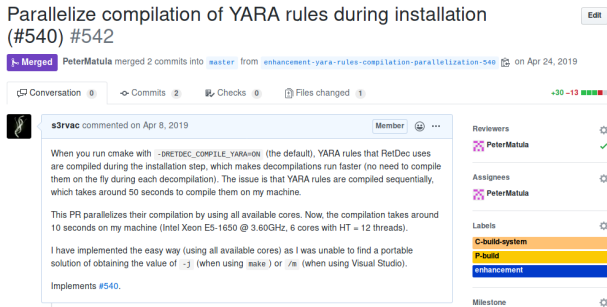 Parallelize compilation of YARA rules during installation
(#540) #542
Edit
Merged PeterMatula merged 2 commits into master from enhancement-yara-rules-compilation-parallelization-540 on Apr 24, 2019
Conversation 0 Commits 2 Checks 0 Files changed 1 +30 −13
s3rvac commented on Apr 8, 2019 Member
When you run cmake with -DRETDEC_COMPILE_YARA=ON (the default), YARA rules that RetDec uses
are compiled during the installation step, which makes decompilations run faster (no need to compile
them on the fly during each decompilation). The issue is that YARA rules are compiled sequentially,
which takes around 50 seconds to compile them on my machine.
This PR parallelizes their compilation by using all available cores. Now, the compilation takes around
10 seconds on my machine (Intel Xeon E5-1650 @ 3.60GHz, 6 cores with HT = 12 threads).
I have implemented the easy way (using all available cores) as I was unable to find a portable
solution of obtaining the value of -j (when using make ) or /m (when using Visual Studio).
Implements #540.
Reviewers
PeterMatula
Assignees
PeterMatula
Labels
C-build-system
P-build
enhancement
Milestone